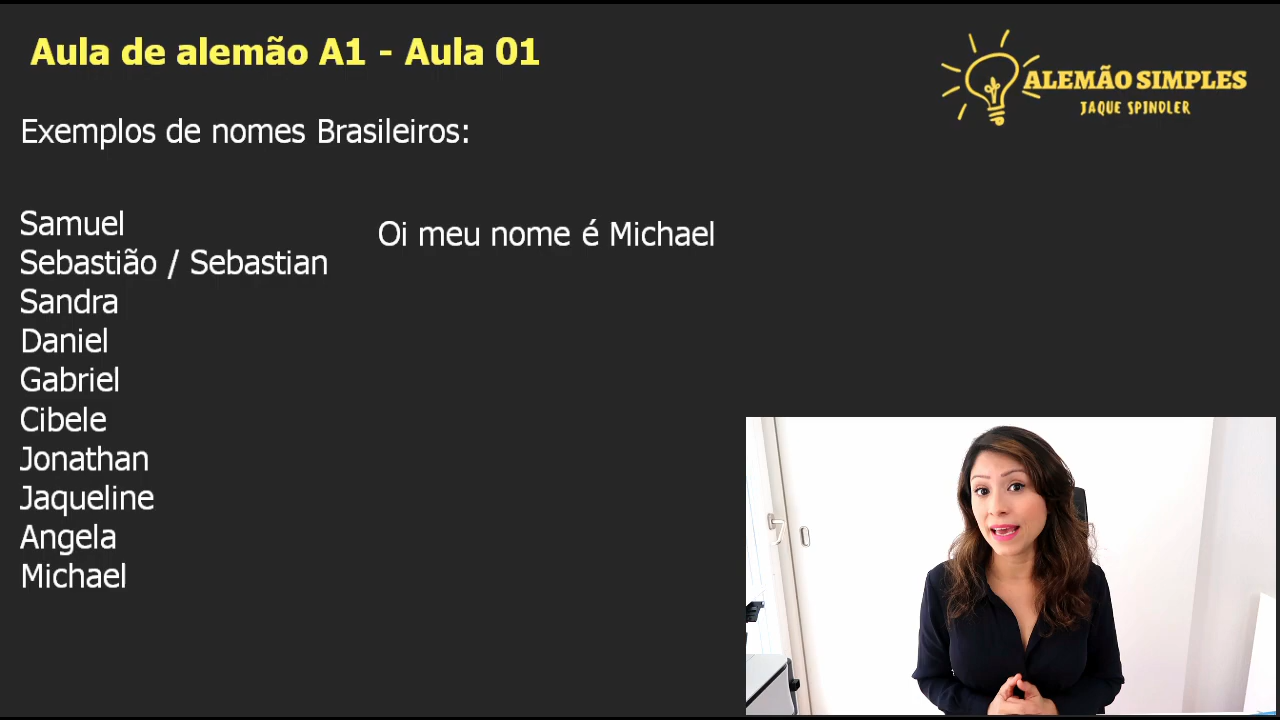 Aula de alemão A1 - Aula 01
ALEMÃO SIMPLES
JAQUE SPINDLER
Exemplos de nomes Brasileiros:
Samuel
Sebastião / Sebastian
Sandra
Daniel
Gabriel
Cibele
Jonathan
Jaqueline
Angela
Michael
Oi meu nome é Michael